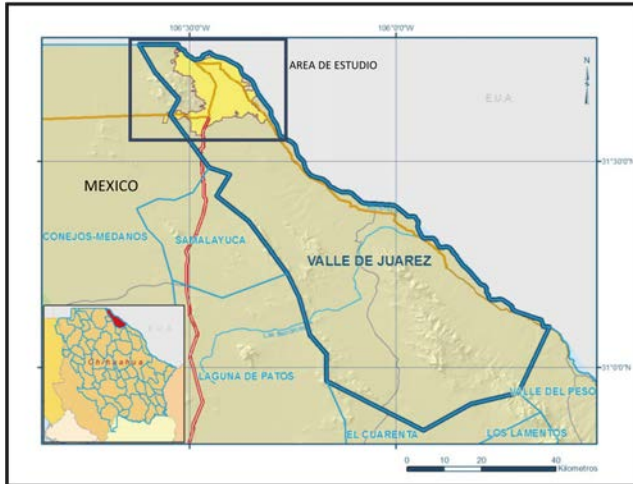 106°30'0"W
106°0'0"W
AREA DE ESTUDIO
N
E.U.A.
31°30'0"N
MEXICO
CONEJOS-MEDANOS
SAMALAYUCA
VALLE DE JUAREZ
E.U.A.
Chihuahua
LAGUNA DE PATOS
31°0'0"N
VALLE DEL PESO
EL CUARENTA
LOS LAMENTOS
0 10 20 40
Kilometros